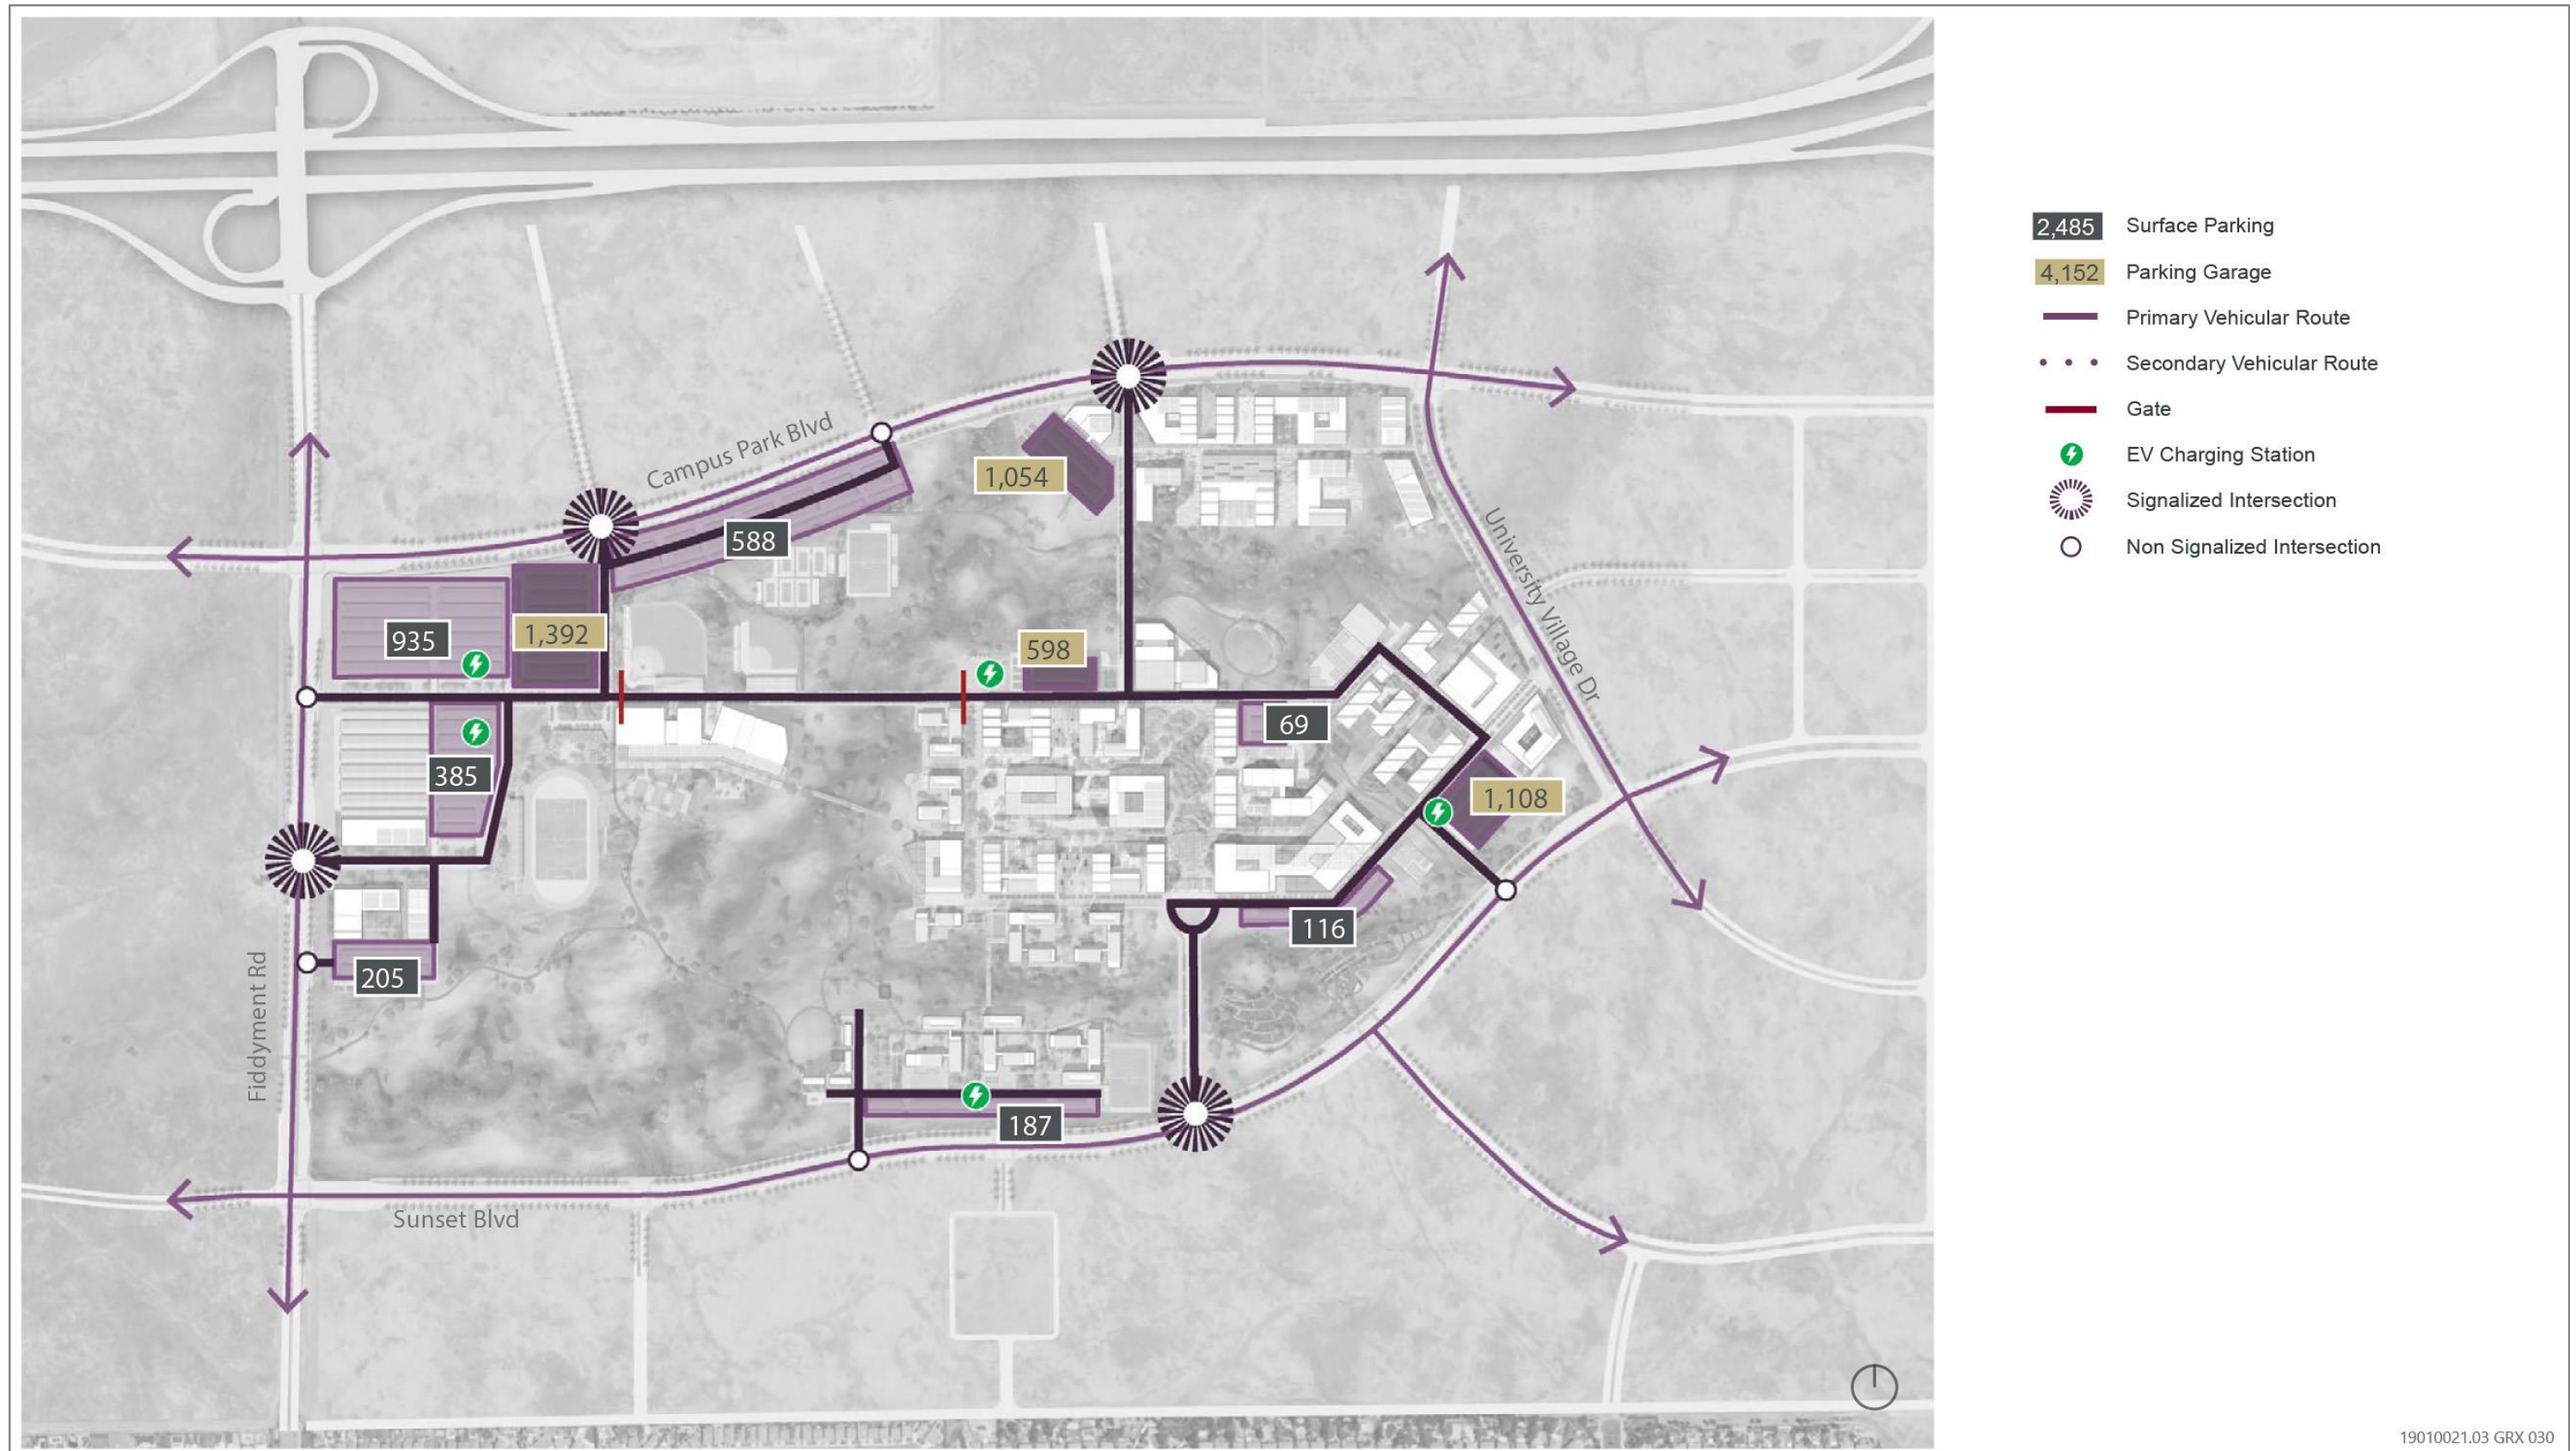 2,485 Surface Parking
4,152 Parking Garage
Primary Vehicular Route
Secondary Vehicular Route
Gate
EV Charging Station
Signalized Intersection
Non Signalized Intersection
Campus Park Blvd
1,054
588
University Village Dr
935
1,392
598
69
385
1,108
116
205
Fiddyment Rd
187
Sunset Blvd
19010021.03 GRX 030